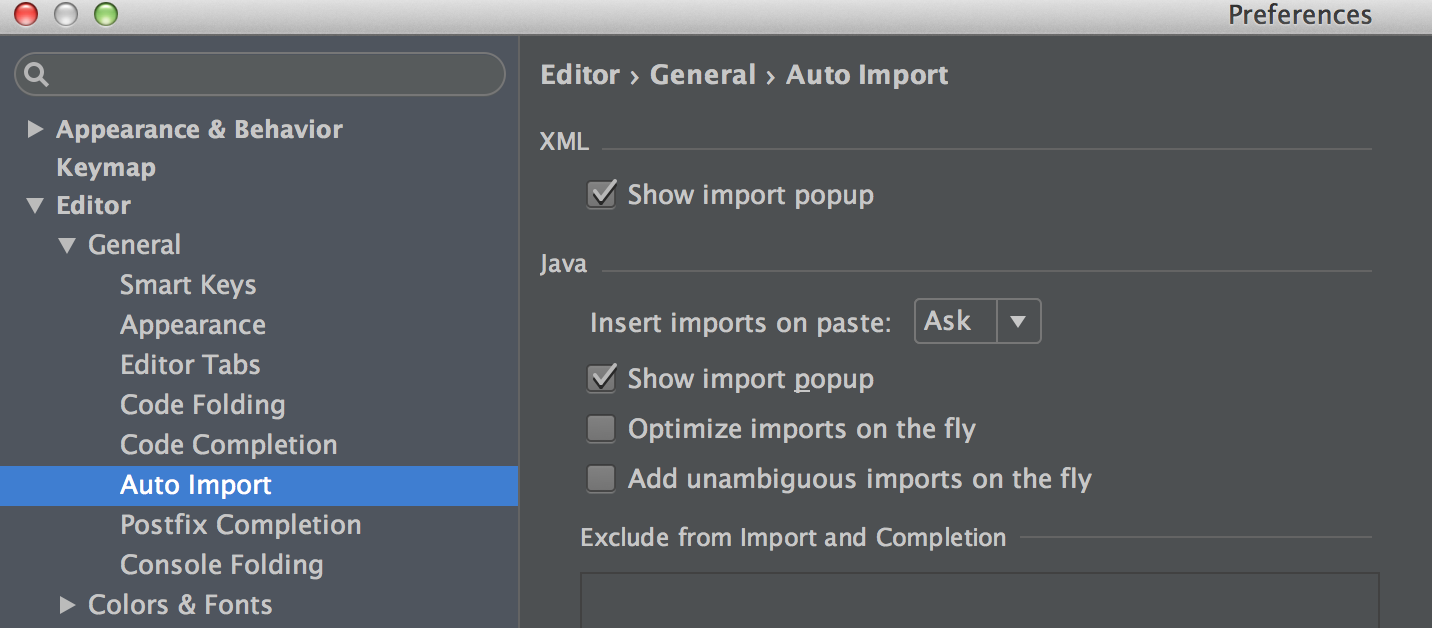 Preferences
Appearance & Behavior
Keymap
Editor
General
Smart Keys
Appearance
Editor Tabs
Code Folding
Code Completion
Auto Import
Postfix Completion
Console Folding
Colors & Fonts
Editor › General › Auto Import
XML
Show import popup
Java
Insert imports on paste: Ask
Show import popup
Optimize imports on the fly
Add unambiguous imports on the fly
Exclude from Import and Completion